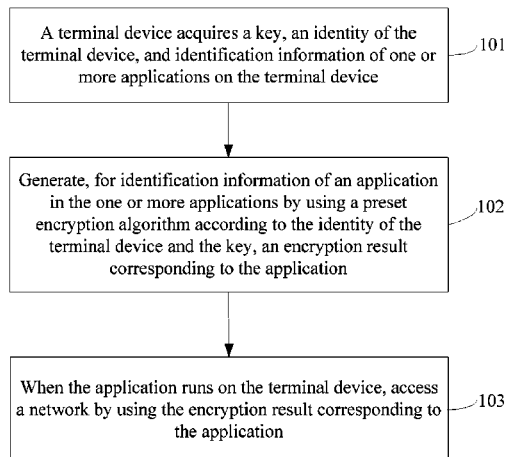 A terminal device acquires a key, an identity of the
terminal device, and identification information of one or
more applications on the terminal device
101
Generate, for identification information of an application
in the one or more applications by using a preset
encryption algorithm according to the identity of the
terminal device and the key, an encryption result
corresponding to the application
102
When the application runs on the terminal device, access
a network by using the encryption result corresponding to
the application
103